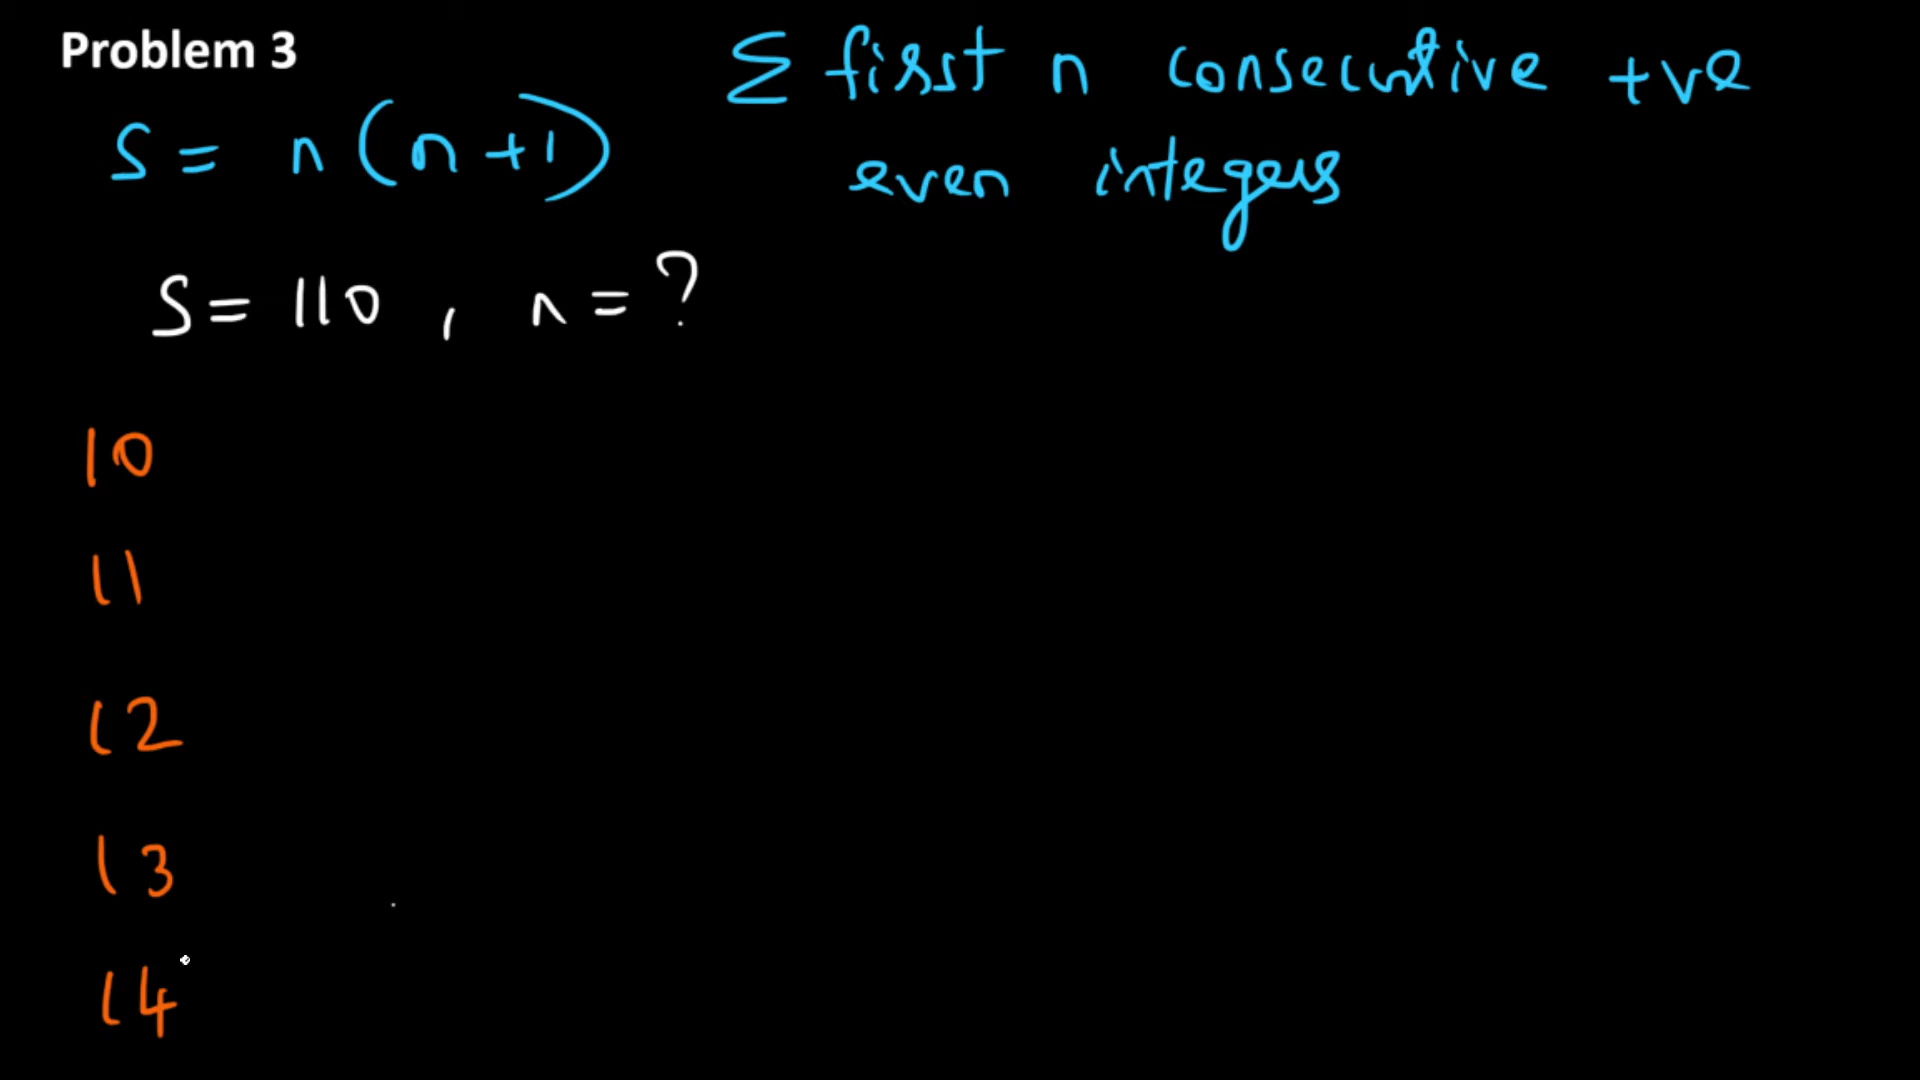 Problem 3
Σ first n consecutive +ve
even integers
S = n(n+1)
S = 110 , n = ?
10
11
12
13
14